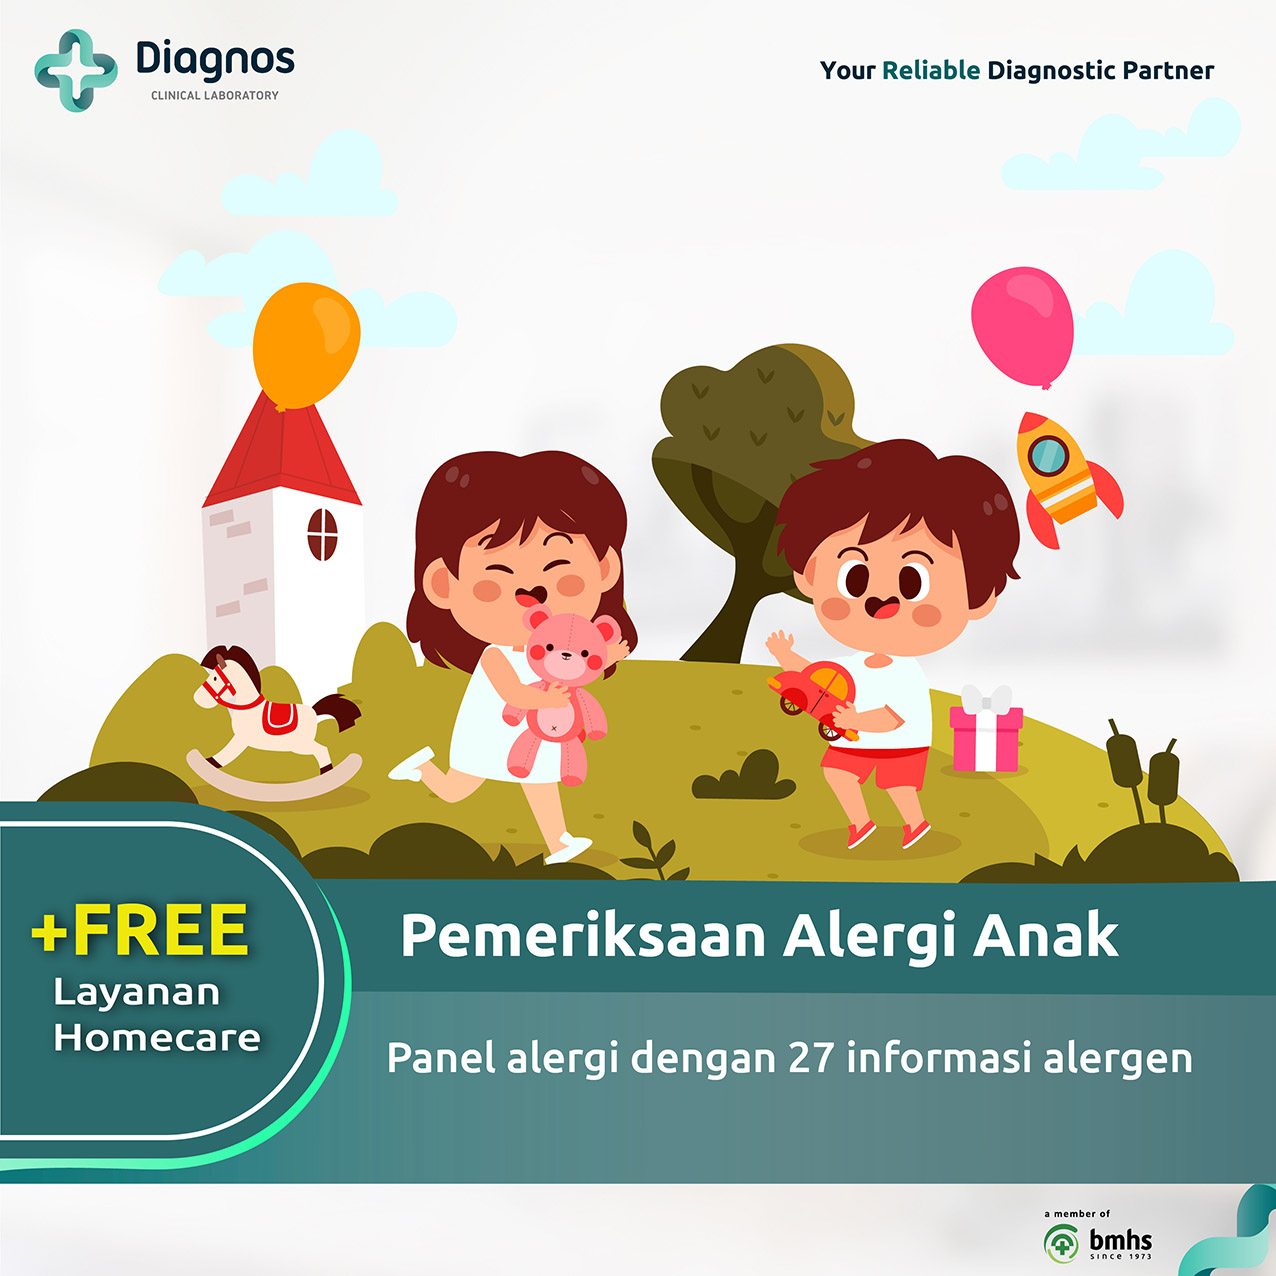 Diagnos
CLINICAL LABORATORY
Your Reliable Diagnostic Partner
+FREE
Layanan
Homecare
Pemeriksaan Alergi Anak
Panel alergi dengan 27 informasi alergen
a member of
bmhs
since 1973